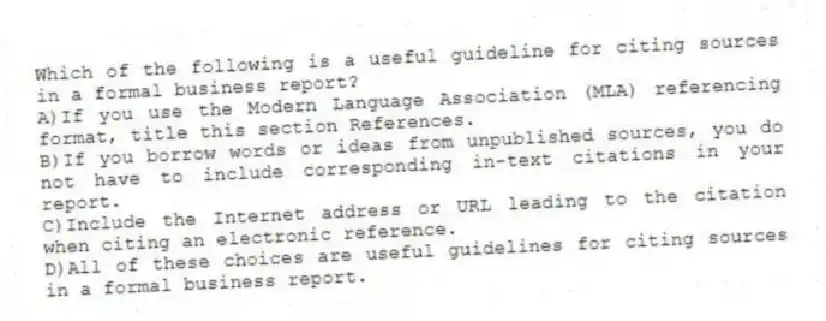 Which of the following is a useful guideline for citing sources
in a formal business report?
A)If you use the Modern Language Association (MLA) referencing
format, title this section References.
B)If you borrow words or ideas from unpublished sources, you do
not have to include corresponding in-text citations in your
report.
C)Include the Internet address or URL leading to the citation
when citing an electronic reference.
D)All of these choices are useful guidelines for citing sources
in a formal business report.